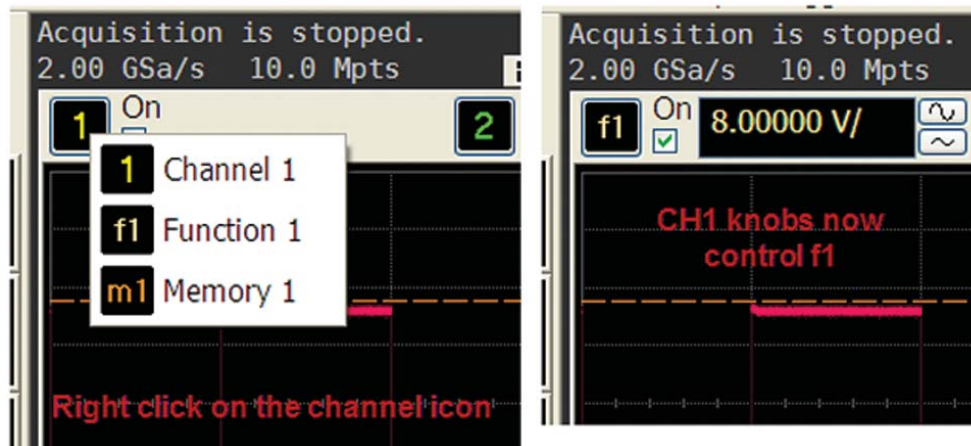 Acquisition is stopped.
2.00 GSa/s 10.0 Mpts
1 On 2
1 Channel 1
f1 Function 1
m1 Memory 1
Right click on the channel icon
Acquisition is stopped.
2.00 GSa/s 10.0 Mpts
f1 On 8.00000 V/
CH1 knobs now
control f1